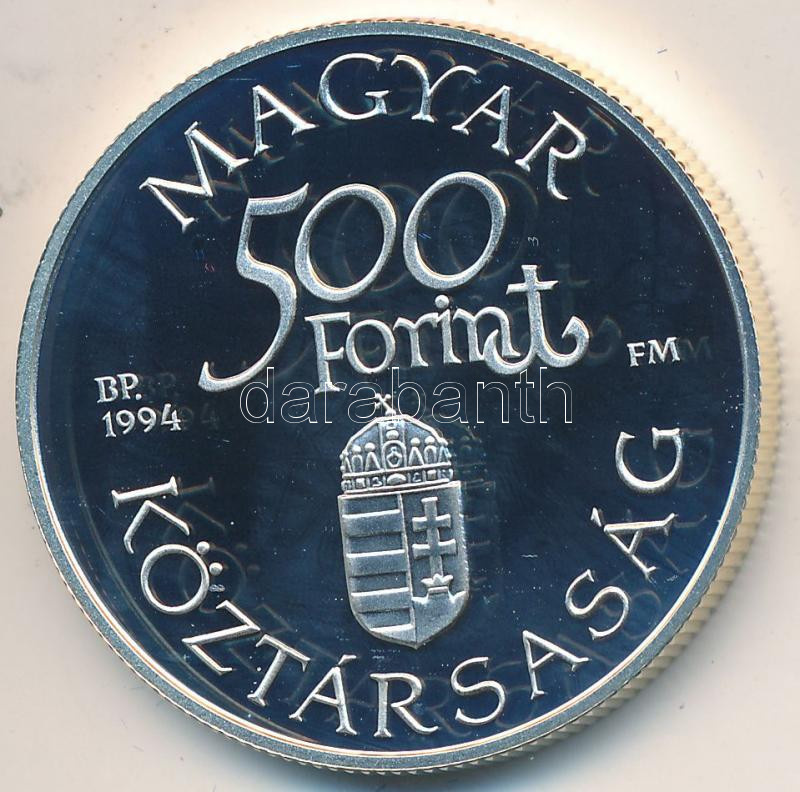 MAGYAR
500
Forint
BP.
1994
FM
darabanth
KÖZTÁRSASÁG